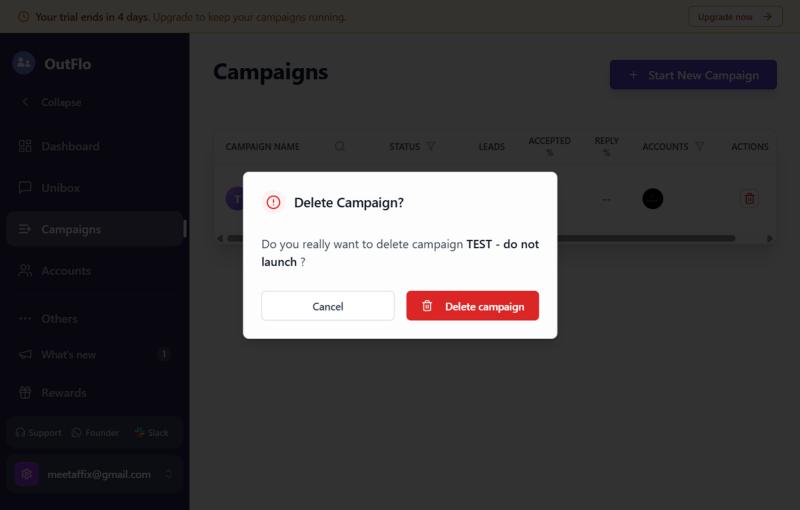 Your trial ends in 4 days. Upgrade to keep your campaigns running.
Upgrade now
OutFlo
Collapse
Dashboard
Unibox
Campaigns
Accounts
Others
What's new
1
Rewards
Support
Founder
Slack
meetaffix@gmail.com
Campaigns
Start New Campaign
CAMPAIGN NAME
STATUS
LEADS
ACCEPTED
%
REPLY
%
ACCOUNTS
ACTIONS
T
--
Delete Campaign?
Do you really want to delete campaign TEST - do not
launch ?
Cancel
Delete campaign